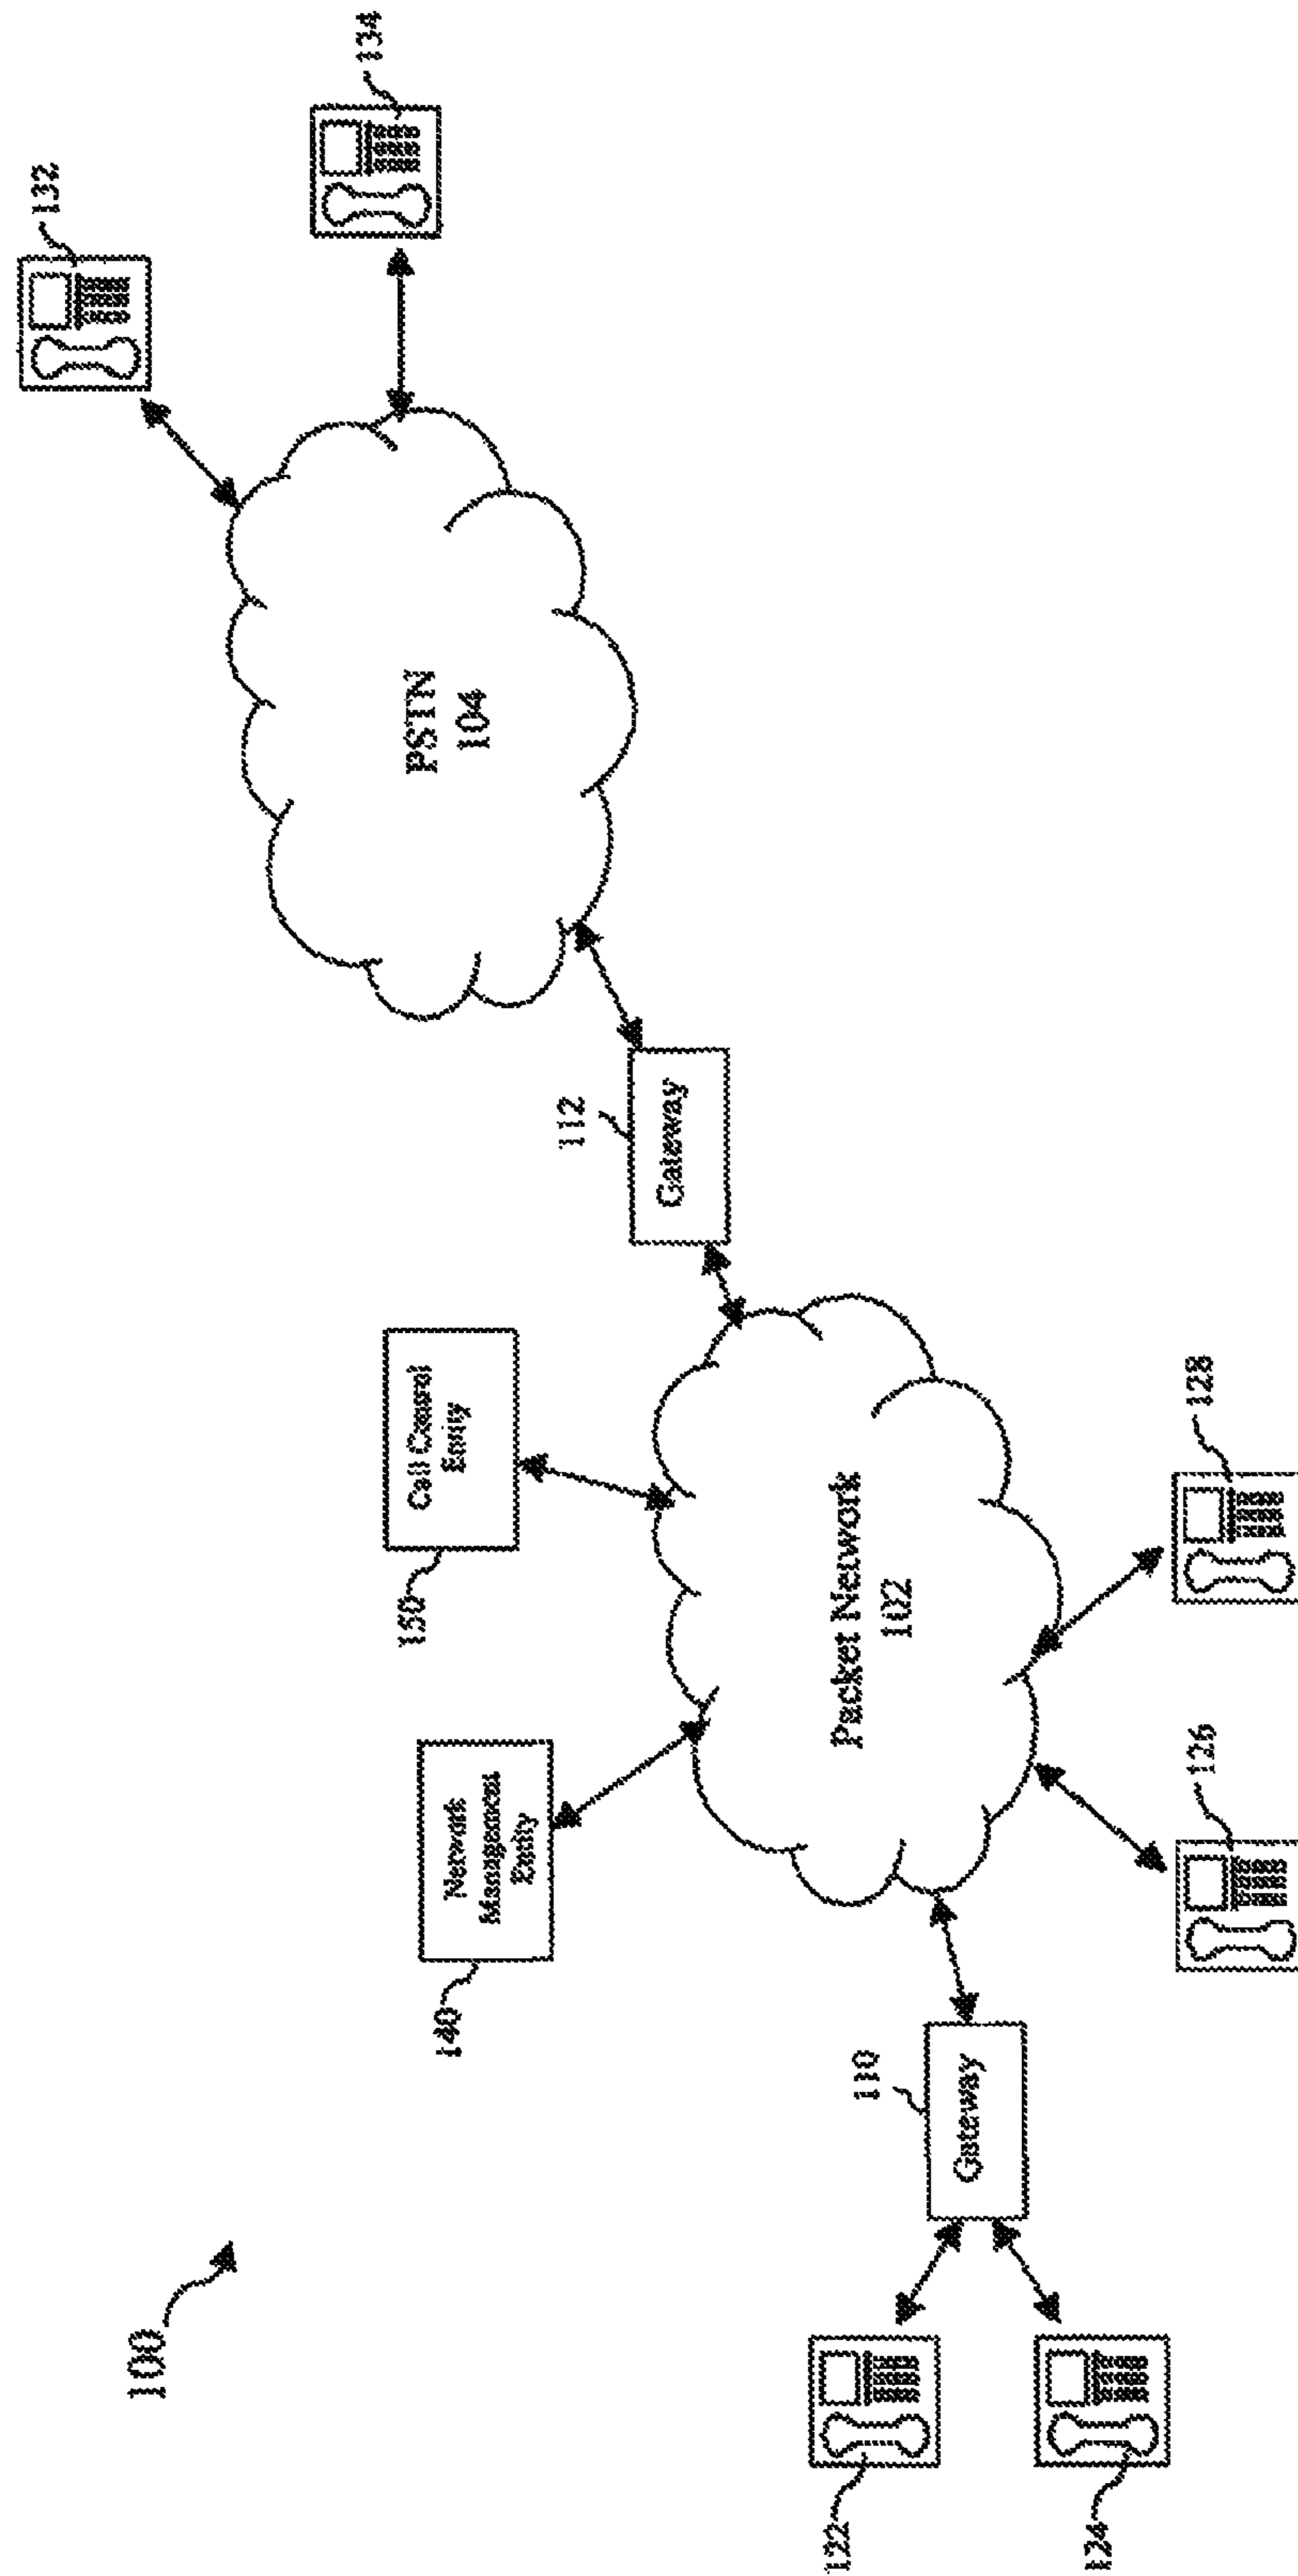 100
132
134
PSTN
104
112
Gateway
150
Call Control
Entity
140
Network
Management
Entity
Packet Network
102
110
Gateway
122
124
126
128